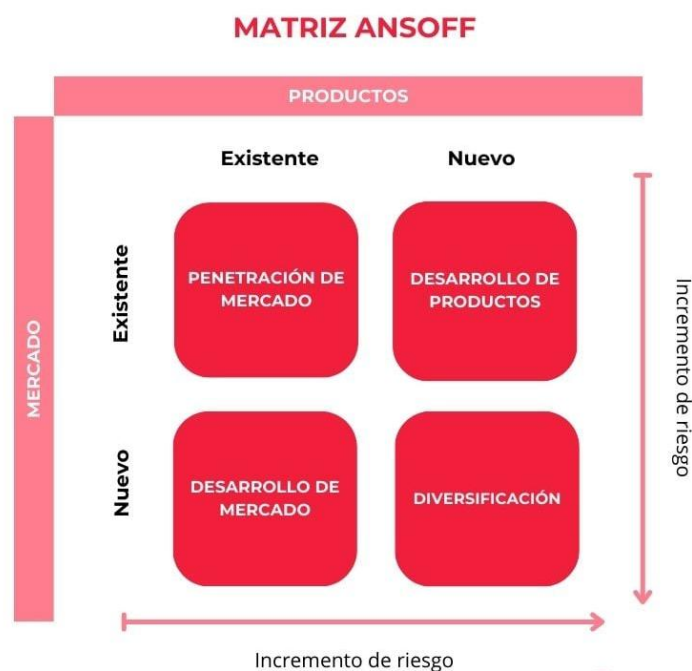 MATRIZ ANSOFF
PRODUCTOS
Existente
Nuevo
MERCADO
Existente
PENETRACIÓN DE
MERCADO
DESARROLLO DE
PRODUCTOS
Incremento de riesgo
Nuevo
DESARROLLO DE
MERCADO
DIVERSIFICACIÓN
Incremento de riesgo